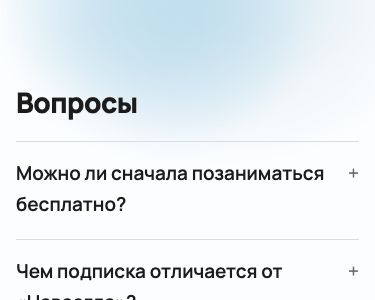 Вопросы
Можно ли сначала позаниматься +
бесплатно?
Чем подписка отличается от +